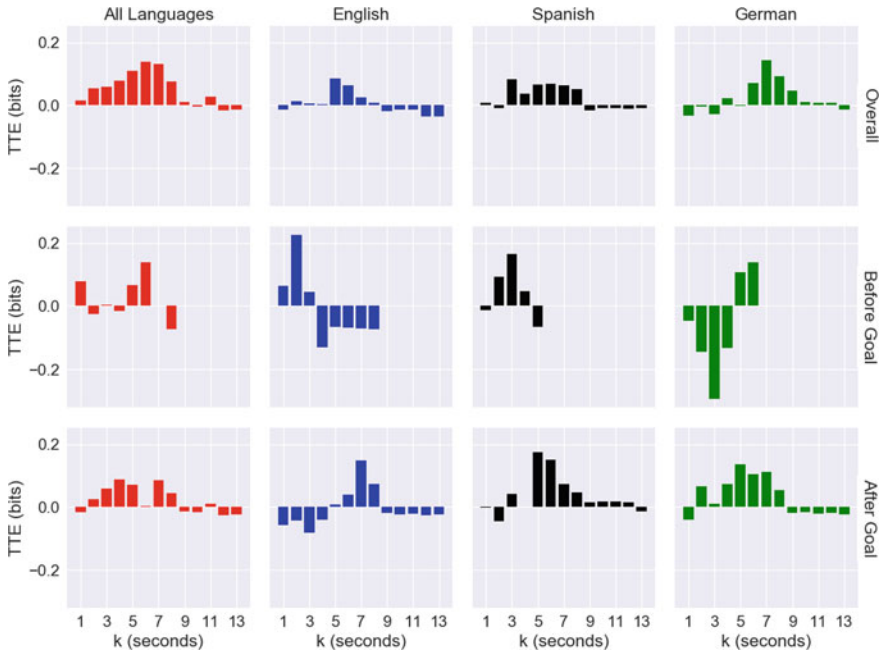 All Languages English Spanish German
TTE (bits) 0.2 0.0 −0.2 Overall
TTE (bits) 0.2 0.0 −0.2 Before Goal
TTE (bits) 0.2 0.0 −0.2 After Goal
1 3 5 7 9 11 13 1 3 5 7 9 11 13 1 3 5 7 9 11 13 1 3 5 7 9 11 13
k (seconds) k (seconds) k (seconds) k (seconds)